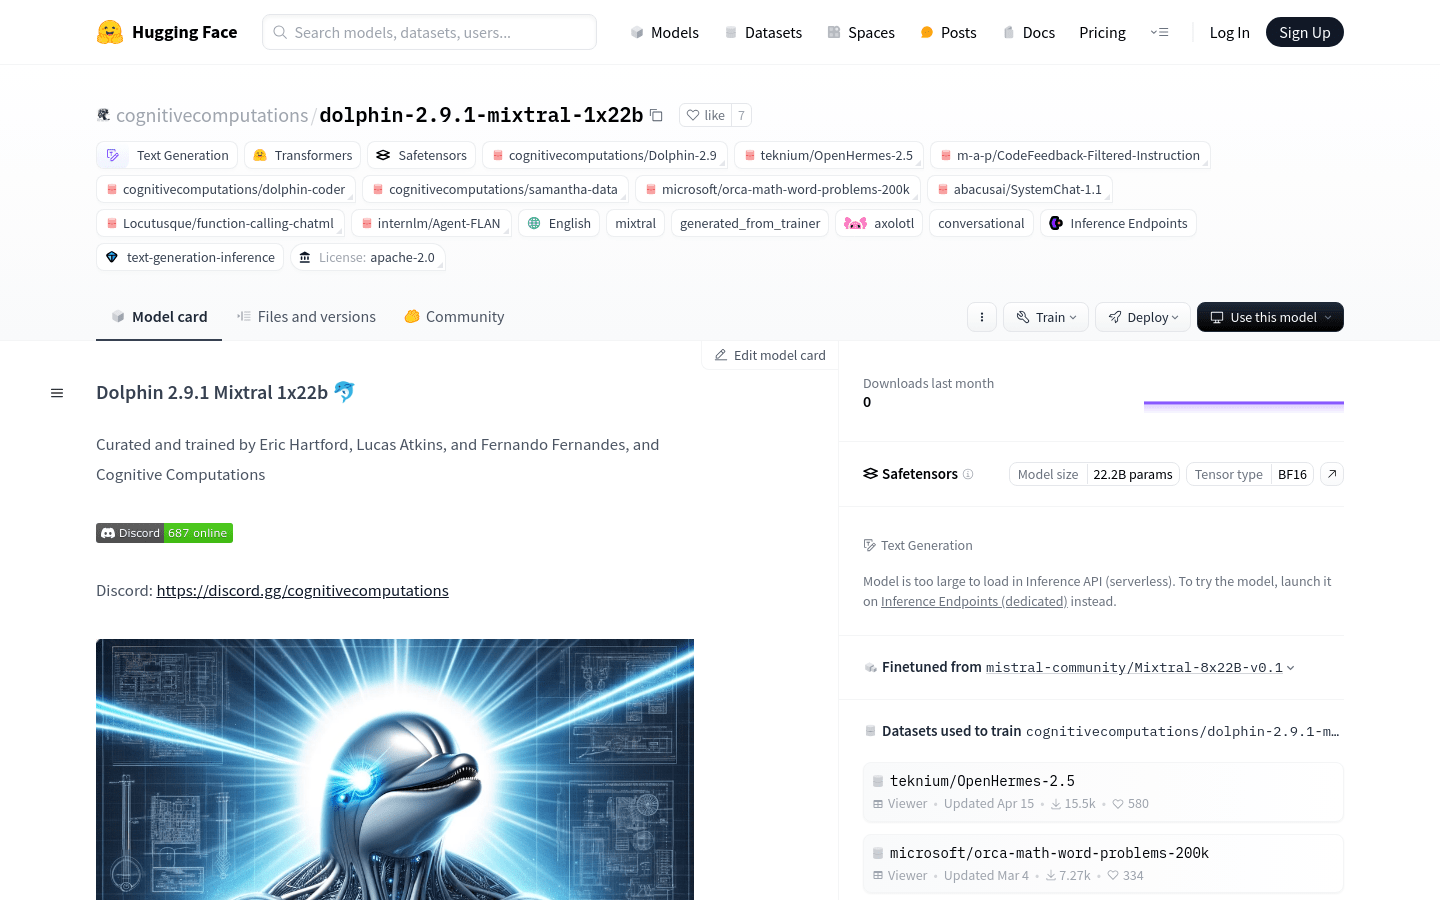 Hugging Face
Search models, datasets, users...
Models
Datasets
Spaces
Posts
Docs
Pricing
Log In
Sign Up
cognitivecomputations/dolphin-2.9.1-mixtral-1x22b
like 7
Text Generation
Transformers
Safetensors
cognitivecomputations/Dolphin-2.9
teknium/OpenHermes-2.5
m-a-p/CodeFeedback-Filtered-Instruction
cognitivecomputations/dolphin-coder
cognitivecomputations/samantha-data
microsoft/orca-math-word-problems-200k
abacusai/SystemChat-1.1
Locutusque/function-calling-chatml
internlm/Agent-FLAN
English
mixtral
generated_from_trainer
axolotl
conversational
Inference Endpoints
text-generation-inference
License: apache-2.0
Model card
Files and versions
Community
Train
Deploy
Use this model
Edit model card
Dolphin 2.9.1 Mixtral 1x22b 🐬
Curated and trained by Eric Hartford, Lucas Atkins, and Fernando Fernandes, and
Cognitive Computations
Discord 687 online
Discord: https://discord.gg/cognitivecomputations
Downloads last month
0
Safetensors
Model size 22.2B params
Tensor type BF16
Text Generation
Model is too large to load in Inference API (serverless). To try the model, launch it
on Inference Endpoints (dedicated) instead.
Finetuned from mistral-community/Mixtral-8x22B-v0.1
Datasets used to train cognitivecomputations/dolphin-2.9.1-m…
teknium/OpenHermes-2.5
Viewer • Updated Apr 15 • 15.5k • 580
microsoft/orca-math-word-problems-200k
Viewer • Updated Mar 4 • 7.27k • 334